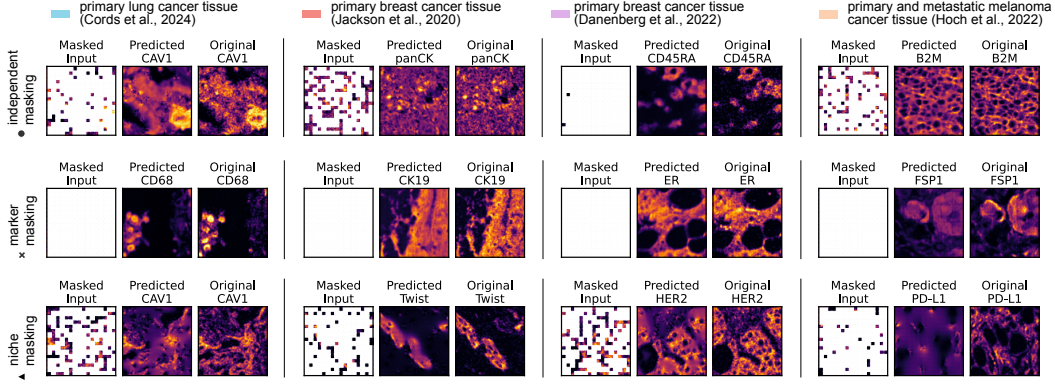 primary lung cancer tissue
(Cords et al., 2024)
primary breast cancer tissue
(Jackson et al., 2020)
primary breast cancer tissue
(Danenberg et al., 2022)
primary and metastatic melanoma
cancer tissue (Hoch et al., 2022)
independent
masking
Masked
Input
Predicted
CAV1
Original
CAV1
Masked
Input
Predicted
panCK
Original
panCK
Masked
Input
Predicted
CD45RA
Original
CD45RA
Masked
Input
Predicted
B2M
Original
B2M
marker
masking
Masked
Input
Predicted
CD68
Original
CD68
Masked
Input
Predicted
CK19
Original
CK19
Masked
Input
Predicted
ER
Original
ER
Masked
Input
Predicted
FSP1
Original
FSP1
niche
masking
Masked
Input
Predicted
CAV1
Original
CAV1
Masked
Input
Predicted
Twist
Original
Twist
Masked
Input
Predicted
HER2
Original
HER2
Masked
Input
Predicted
PD-L1
Original
PD-L1